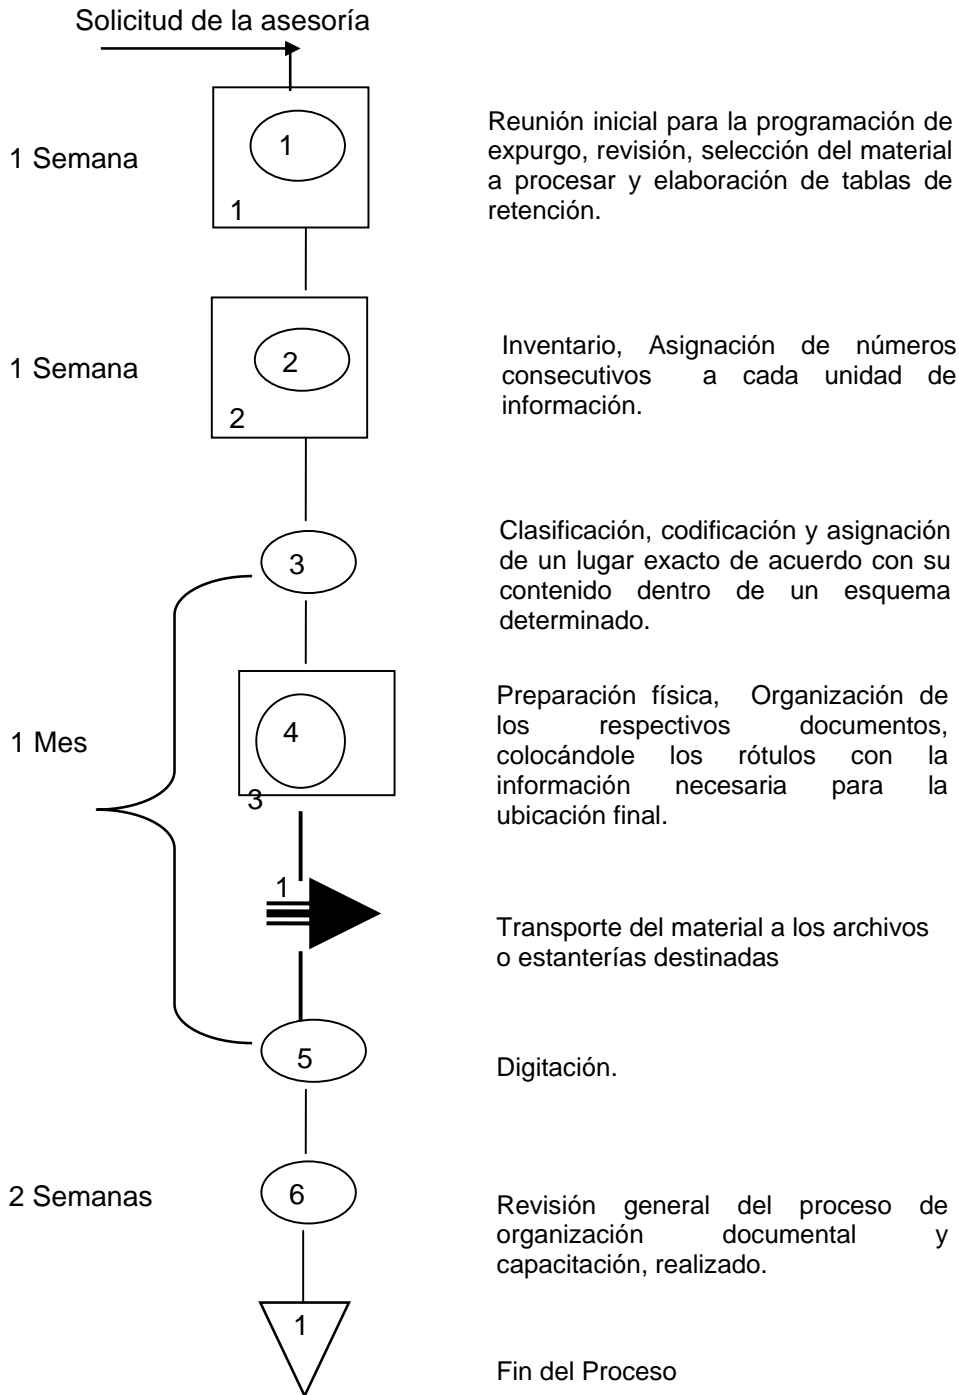 Solicitud de la asesoría
1 Semana
1
1
Reunión inicial para la programación de
expurgo, revisión, selección del material
a procesar y elaboración de tablas de
retención.
1 Semana
2
2
Inventario, Asignación de números
consecutivos a cada unidad de
información.
3
Clasificación, codificación y asignación
de un lugar exacto de acuerdo con su
contenido dentro de un esquema
determinado.
1 Mes
4
3
Preparación física, Organización de
los respectivos documentos,
colocándole los rótulos con la
información necesaria para la
ubicación final.
1
Transporte del material a los archivos
o estanterías destinadas
5
Digitación.
2 Semanas
6
Revisión general del proceso de
organización documental y
capacitación, realizado.
1
Fin del Proceso